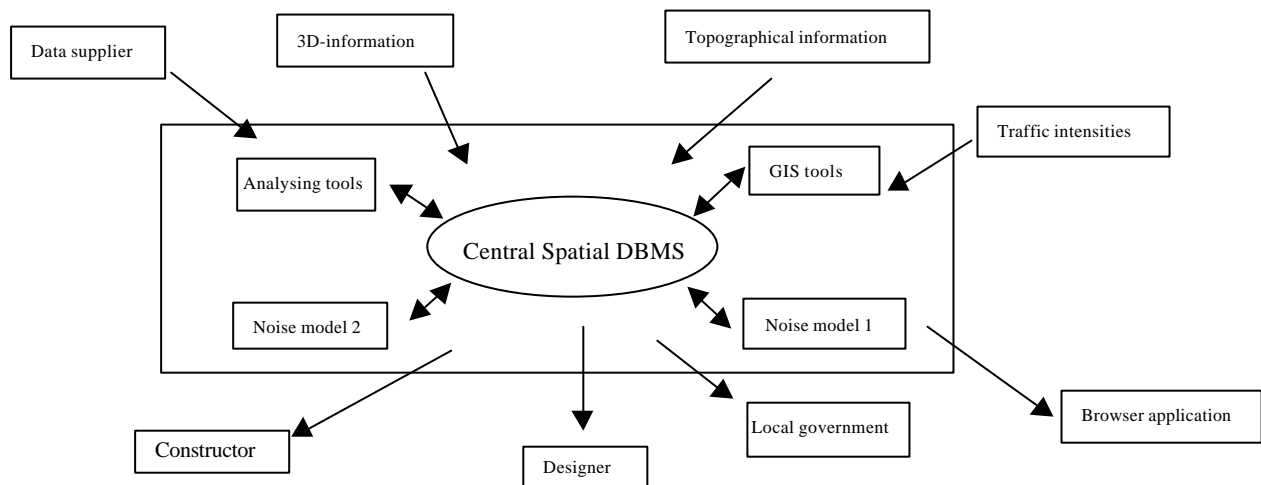 Data supplier
3D-information
Topographical information
Traffic intensities
Analysing tools
GIS tools
Central Spatial DBMS
Noise model 2
Noise model 1
Constructor
Designer
Local government
Browser application